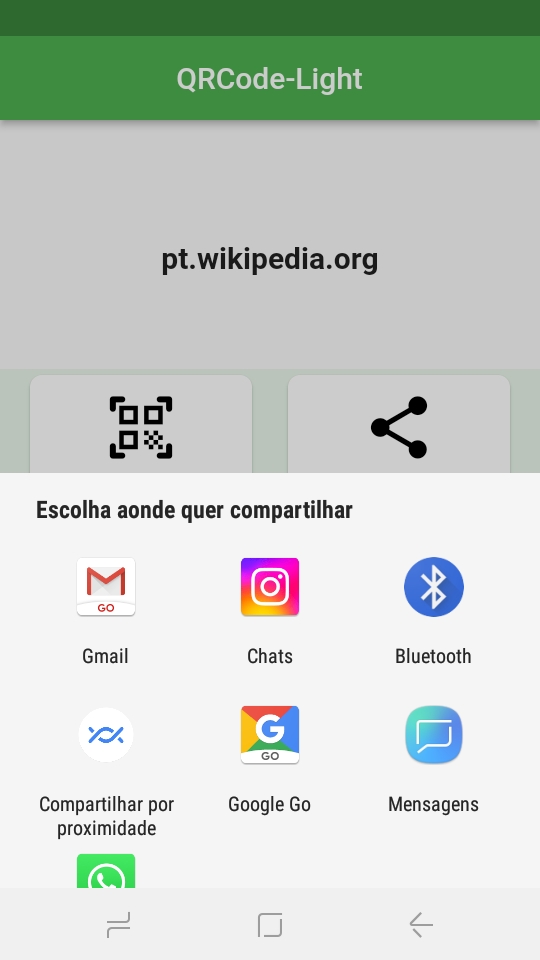 QRCode-Light
pt.wikipedia.org
Escolha aonde quer compartilhar
GO
Gmail
Chats
Bluetooth
G
GO
Compartilhar por
proximidade
Google Go
Mensagens